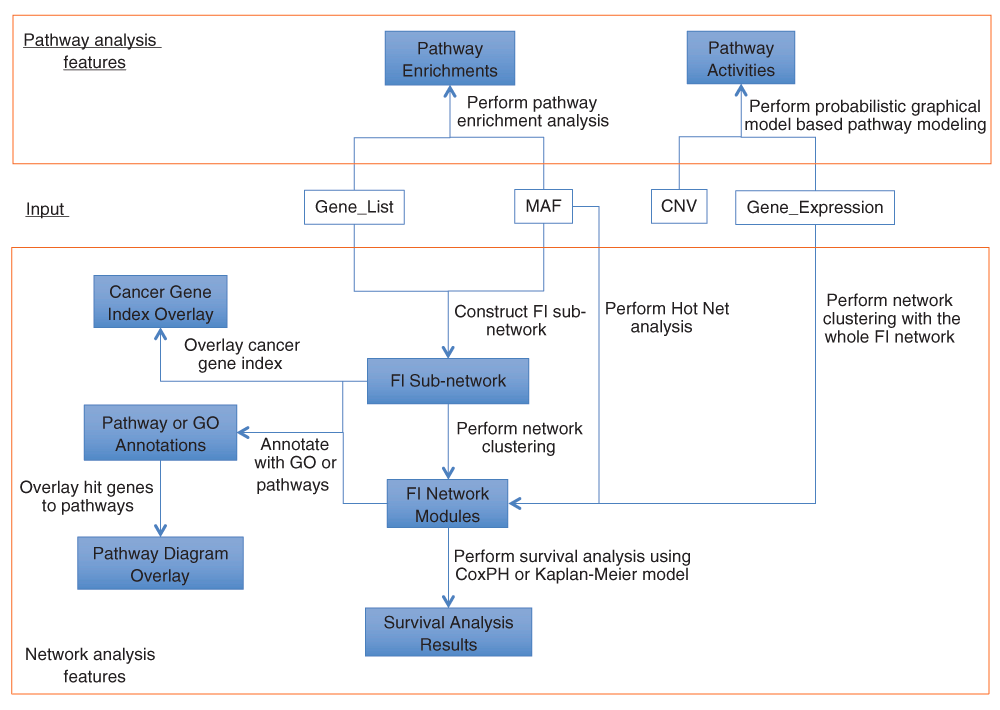 Pathway analysis
features
Pathway
Enrichments
Pathway
Activities
Perform pathway
enrichment analysis
Perform probabilistic graphical
model based pathway modeling
Input
Gene_List
MAF
CNV
Gene_Expression
Cancer Gene
Index Overlay
Construct FI sub-
network
Perform Hot Net
analysis
Perform network
clustering with the
whole FI network
Overlay cancer
gene index
FI Sub-network
Pathway or GO
Annotations
Annotate
with GO or
pathways
Perform network
clustering
Overlay hit genes
to pathways
FI Network
Modules
Pathway Diagram
Overlay
Perform survival analysis using
CoxPH or Kaplan-Meier model
Survival Analysis
Results
Network analysis
features